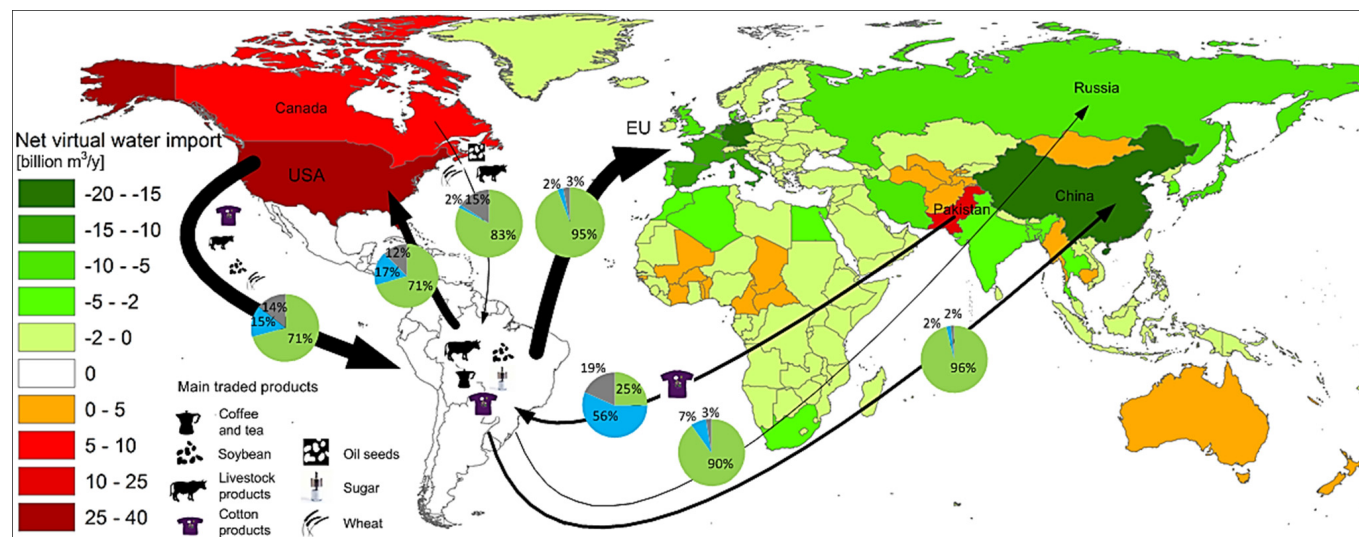 Canada
Russia
EU
Net virtual water import
[billion m³/y]
-20 - -15
-15 - -10
-10 - -5
-5 - -2
-2 - 0
0
0 - 5
5 - 10
10 - 25
25 - 40
USA
China
Pakistan
2% 15%
83%
2% 3%
95%
12%
17%
71%
14%
15%
71%
19%
25%
56%
7% 3%
90%
2% 2%
96%
Main traded products
Coffee
and tea
Soybean
Livestock
products
Cotton
products
Oil seeds
Sugar
Wheat